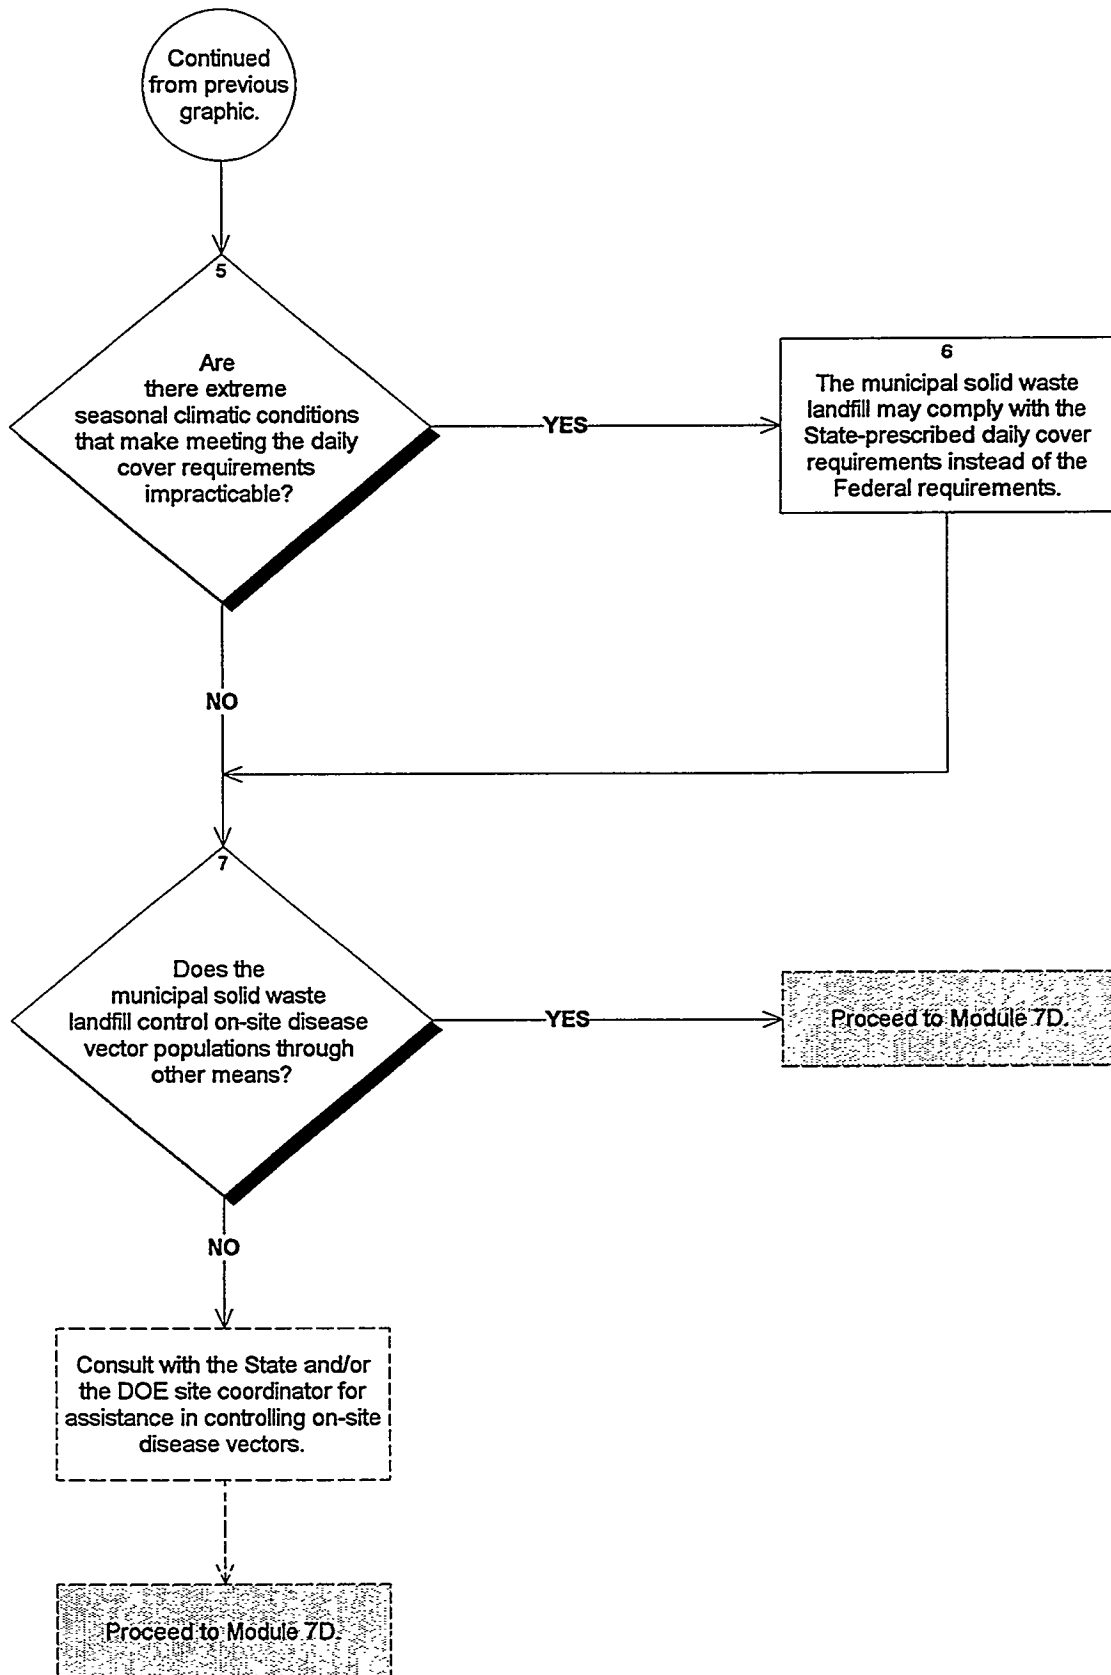 Continued
from previous
graphic.
5
Are
there extreme
seasonal climatic conditions
that make meeting the daily
cover requirements
impracticable?
YES
6
The municipal solid waste
landfill may comply with the
State-prescribed daily cover
requirements instead of the
Federal requirements.
NO
7
Does the
municipal solid waste
landfill control on-site disease
vector populations through
other means?
YES
Proceed to Module 7D.
NO
Consult with the State and/or
the DOE site coordinator for
assistance in controlling on-site
disease vectors.
Proceed to Module 7D.